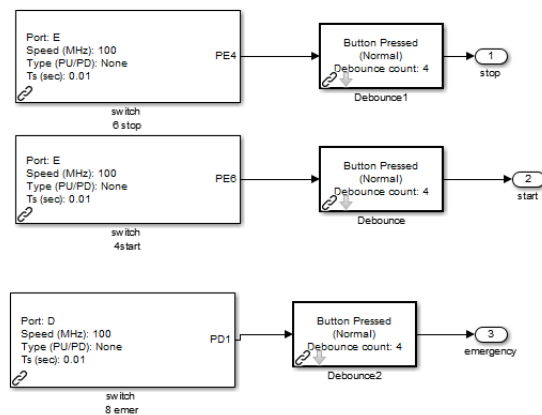 Port: E
Speed (MHz): 100
Type (PU/PD): None
Ts (sec): 0.01
PE4
switch
6 stop
Button Pressed
(Normal)
Debounce count: 4
Debounce1
1
stop
Port: E
Speed (MHz): 100
Type (PU/PD): None
Ts (sec): 0.01
PE6
switch
4start
Button Pressed
(Normal)
Debounce count: 4
Debounce
2
start
Port: D
Speed (MHz): 100
Type (PU/PD): None
Ts (sec): 0.01
PD1
switch
8 emer
Button Pressed
(Normal)
Debounce count: 4
Debounce2
3
emergency